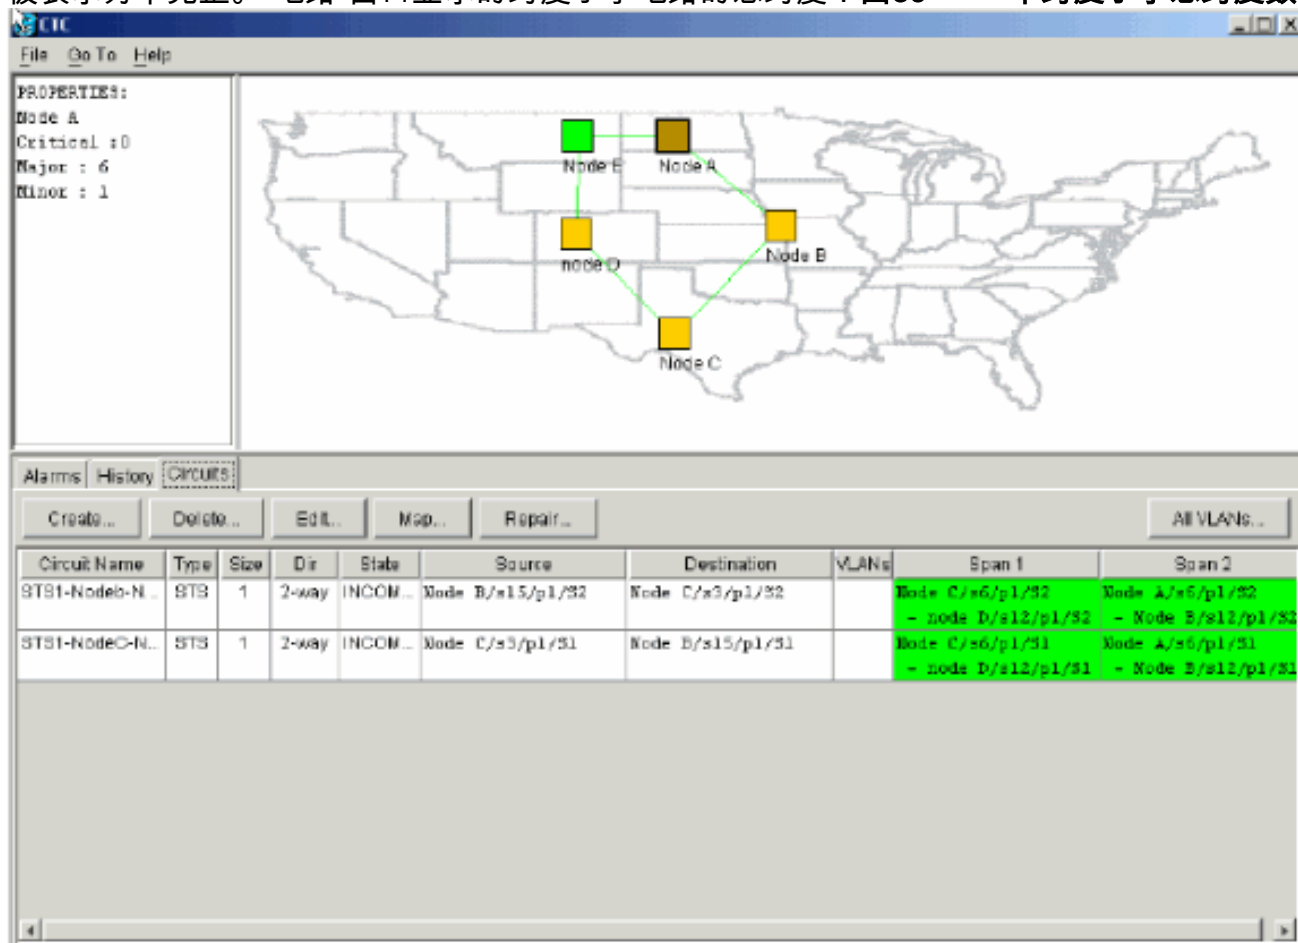 CTC
File Go To Help
PROPERTIES:
Node A
Critical :0
Major : 6
Minor : 1
Node E
Node A
Node B
node D
Node C
Alarms History Circuits
Create... Delete... Edit... Map... Repair... All VLANs...
Circuit Name Type Size Dir State Source Destination VLANs Span 1 Span 2
STS1-Nodeb-N... STS 1 2-way INCOM... Node B/s15/p1/S2 Node C/s3/p1/S2 Node C/s6/p1/S2 Node A/s6/p1/S2
- node D/s12/p1/S2 - Node B/s12/p1/S2
STS1-NodeC-N... STS 1 2-way INCOM... Node C/s3/p1/S1 Node B/s15/p1/S1 Node C/s6/p1/S1 Node A/s6/p1/S1
- node D/s12/p1/S1 - Node B/s12/p1/S1